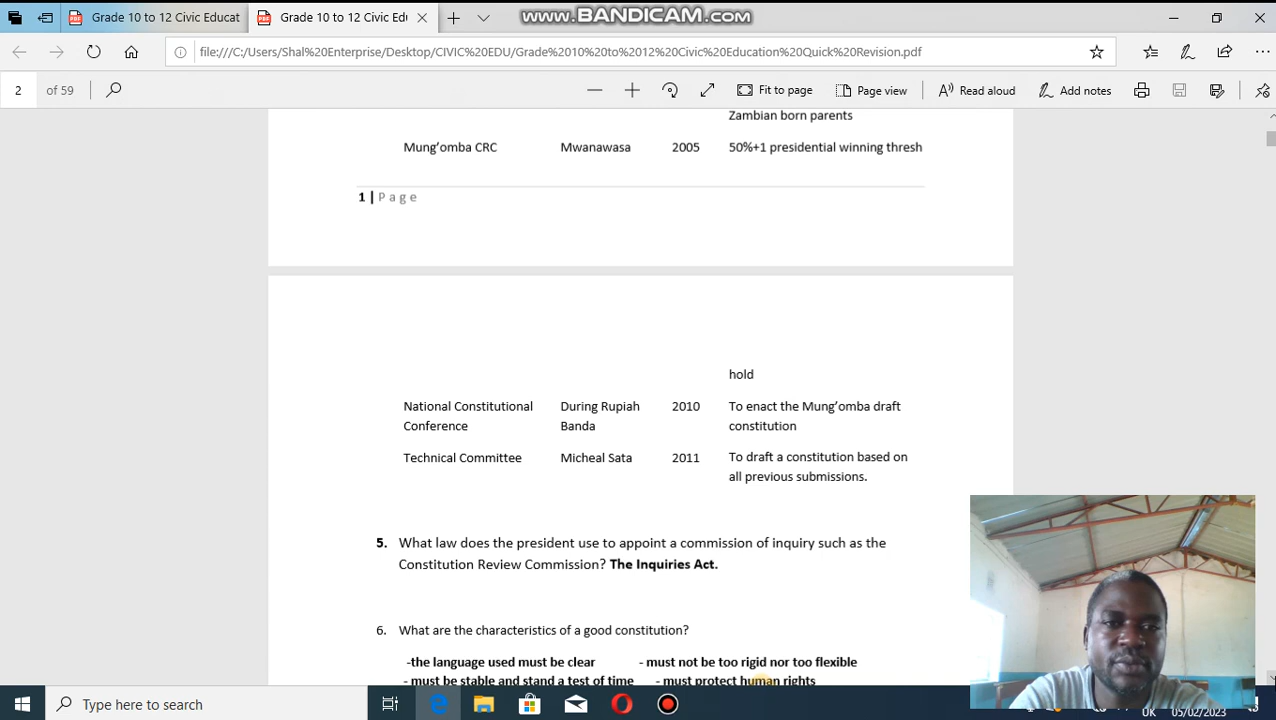 Grade 10 to 12 Civic Educat
Grade 10 to 12 Civic Edu
www.BANDICAM.com
file:///C:/Users/Shal%20Enterprise/Desktop/CIVIC%20EDU/Grade%2010%20to%2012%20Civic%20Education%20Quick%20Revision.pdf
2 of 59
Fit to page
Page view
Read aloud
Add notes
Zambian born parents
Mung'omba CRC Mwanawasa 2005 50%+1 presidential winning thresh
1 | Page
hold
National Constitutional During Rupiah 2010 To enact the Mung'omba draft
Conference Banda constitution
Technical Committee Micheal Sata 2011 To draft a constitution based on
all previous submissions.
5. What law does the president use to appoint a commission of inquiry such as the
Constitution Review Commission? The Inquiries Act.
6. What are the characteristics of a good constitution?
-the language used must be clear - must not be too rigid nor too flexible
- must be stable and stand a test of time - must protect human rights
Type here to search
UK
05/02/2023